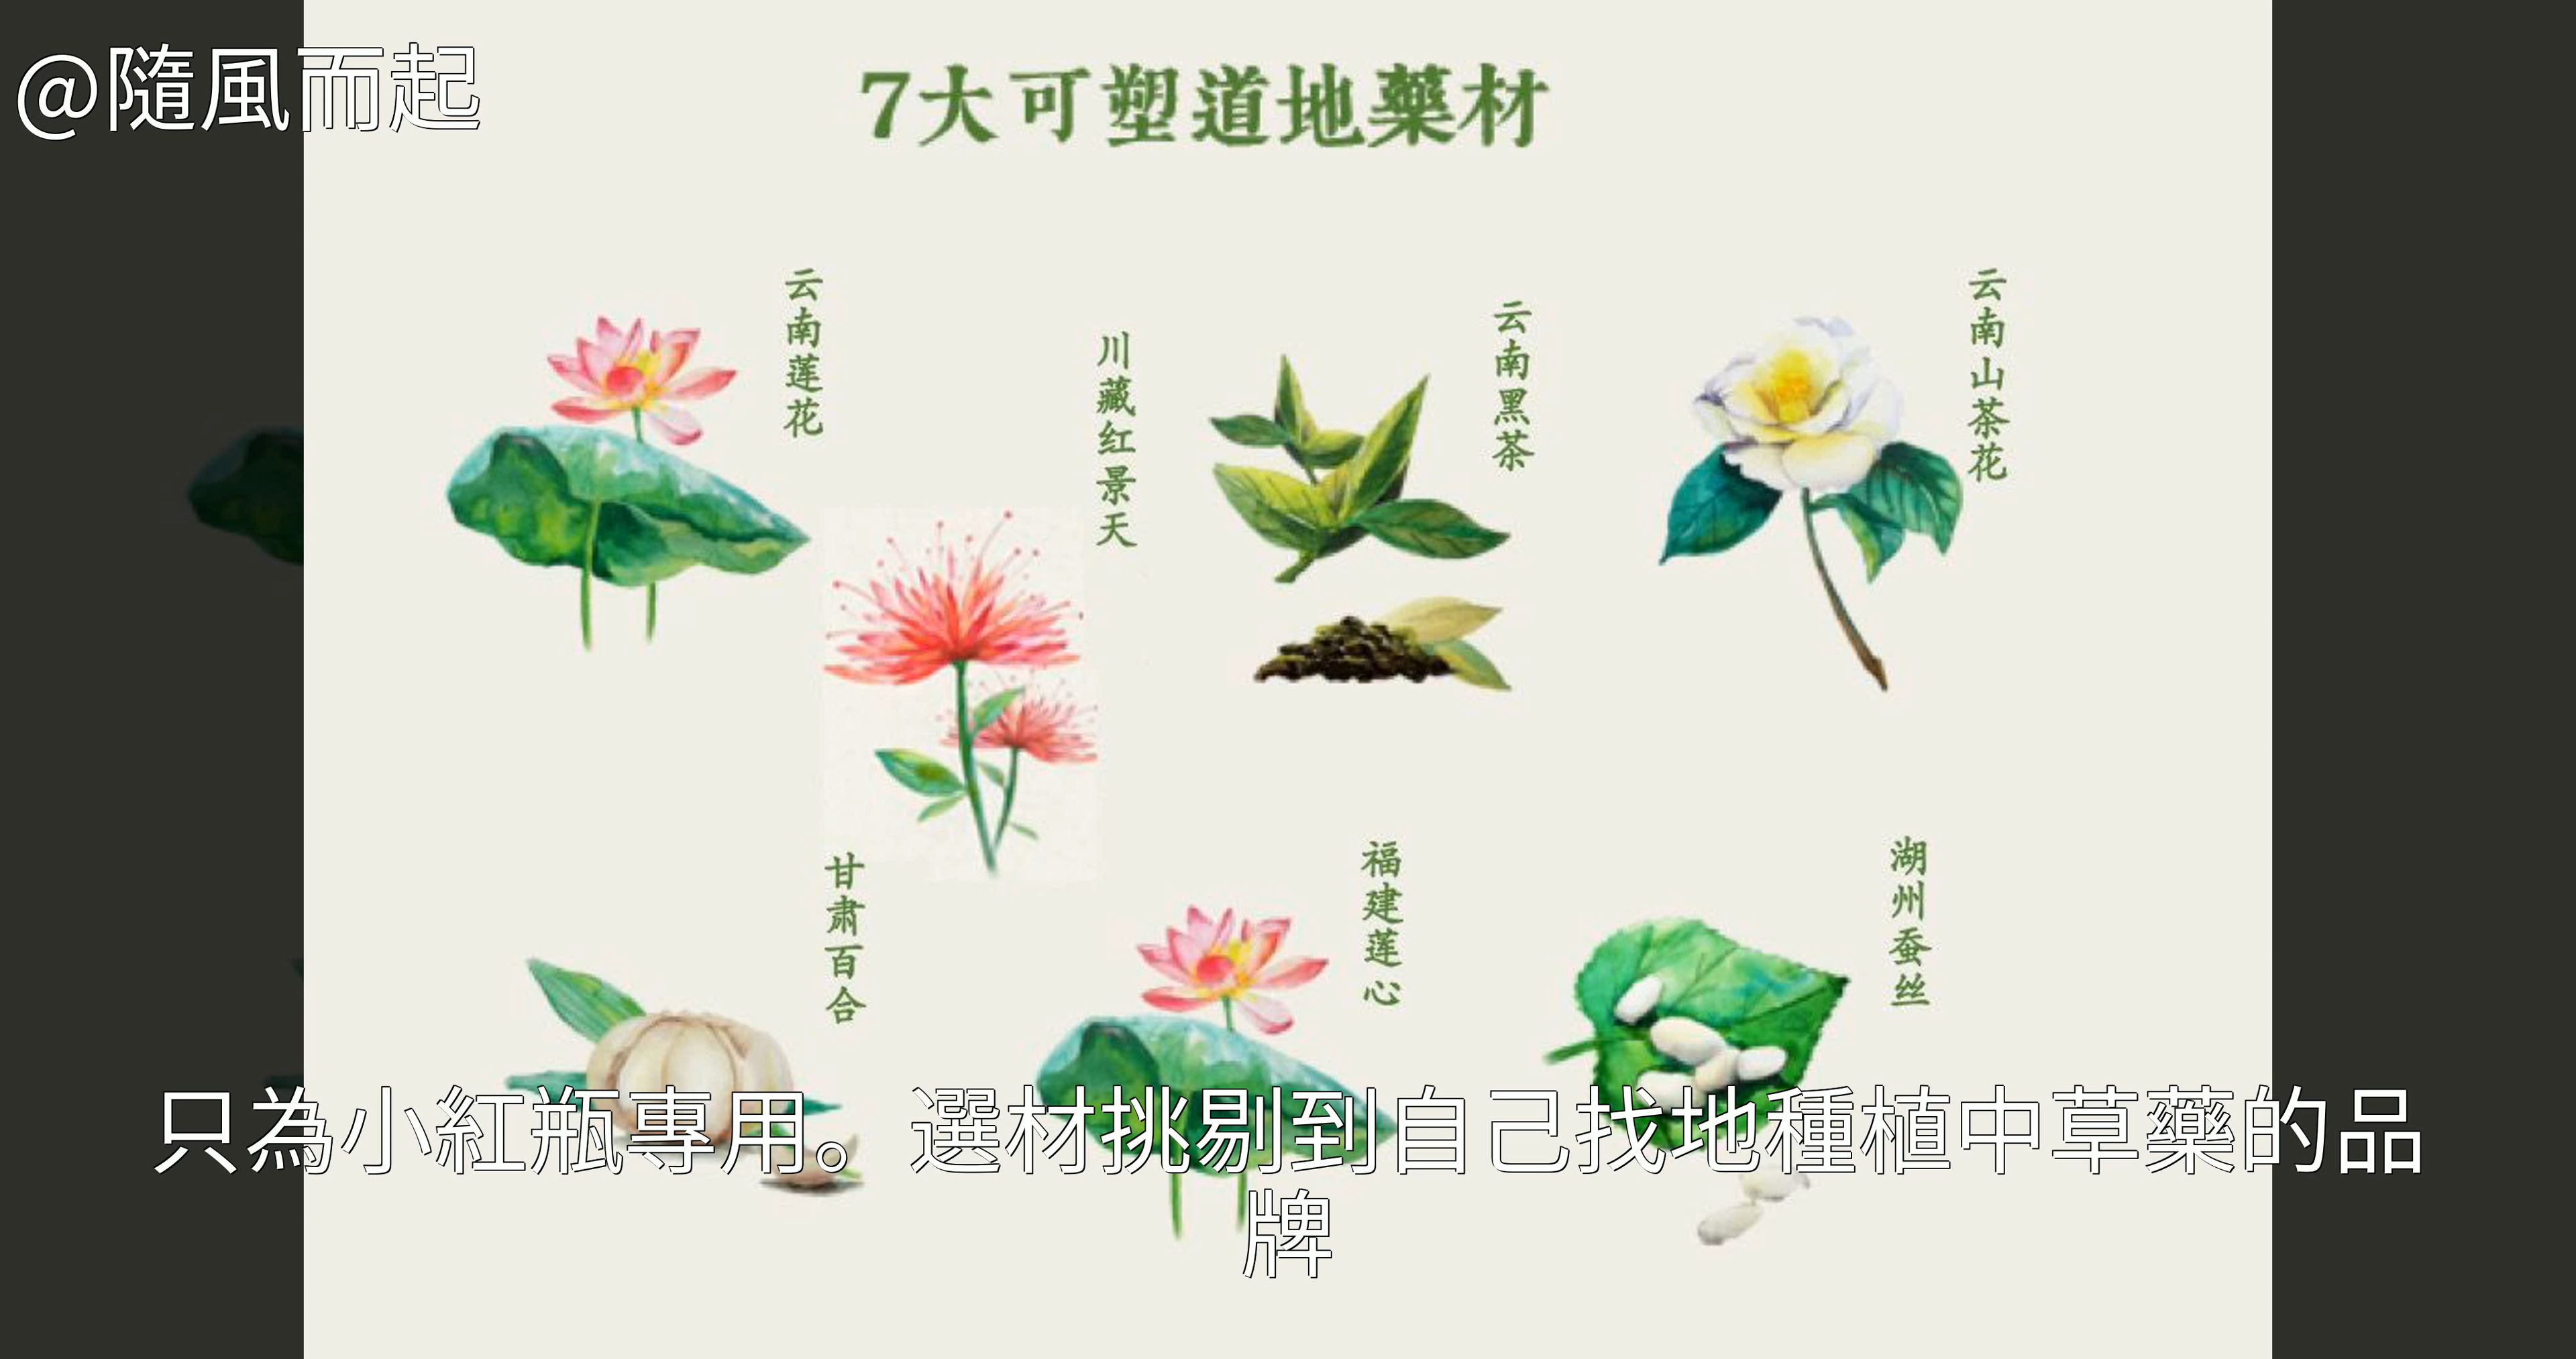 @隨風而起
7大可塑道地藥材
云南莲花
川藏红景天
云南黑茶
云南山茶花
甘肃百合
福建莲心
湖州蚕丝
只為小紅瓶專用。選材挑剔到自己找地種植中草藥的品
牌